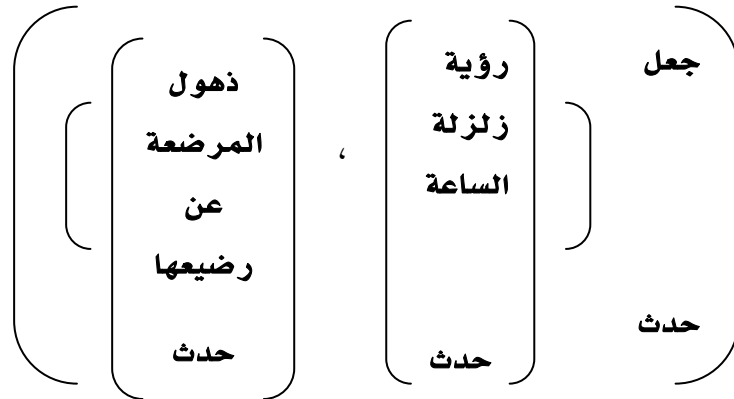 جعل
حدث
رؤية
زلزلة
الساعة
حدث
،
ذهول
المرضعة
عن
رضيعها
حدث